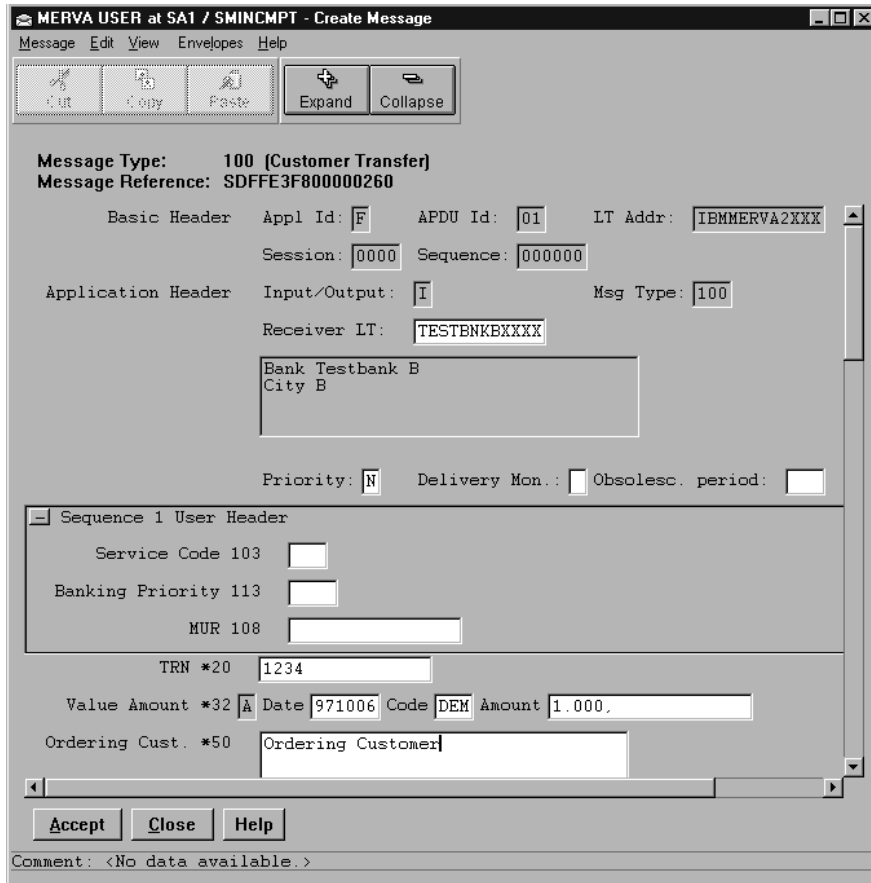 MERVA USER at SA1 / SMINCMPT - Create Message
Message Edit View Envelopes Help
Cut Copy Paste Expand Collapse
Message Type: 100 (Customer Transfer)
Message Reference: SDFFE3F800000260
Basic Header Appl Id: F APDU Id: 01 LT Addr: IBMMERVA2XXX
Session: 0000 Sequence: 000000
Application Header Input/Output: I Msg Type: 100
Receiver LT: TESTBNKBXXXX
Bank Testbank B
City B
Priority: N Delivery Mon.: Obsolesc. period:
Sequence 1 User Header
Service Code 103
Banking Priority 113
MUR 108
TRN *20 1234
Value Amount *32 A Date 971006 Code DEM Amount 1.000,
Ordering Cust. *50 Ordering Customer
Accept Close Help
Comment: <No data available.>